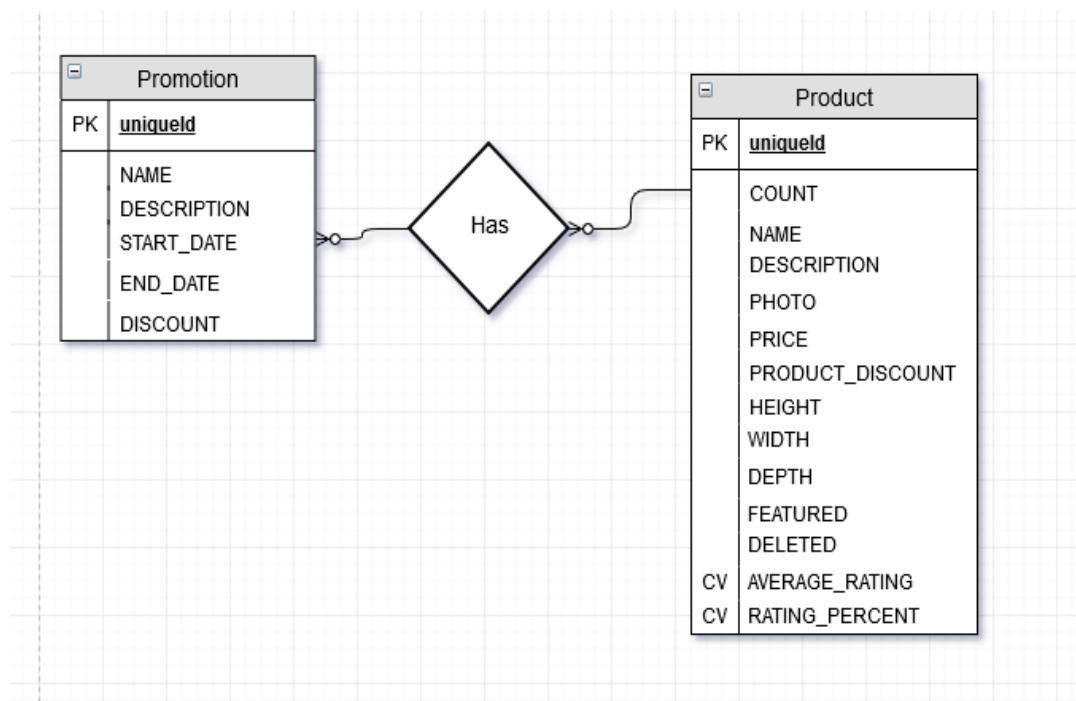 Promotion
PK uniqueId
NAME
DESCRIPTION
START_DATE
END_DATE
DISCOUNT
Has
Product
PK uniqueId
COUNT
NAME
DESCRIPTION
PHOTO
PRICE
PRODUCT_DISCOUNT
HEIGHT
WIDTH
DEPTH
FEATURED
DELETED
CV AVERAGE_RATING
CV RATING_PERCENT